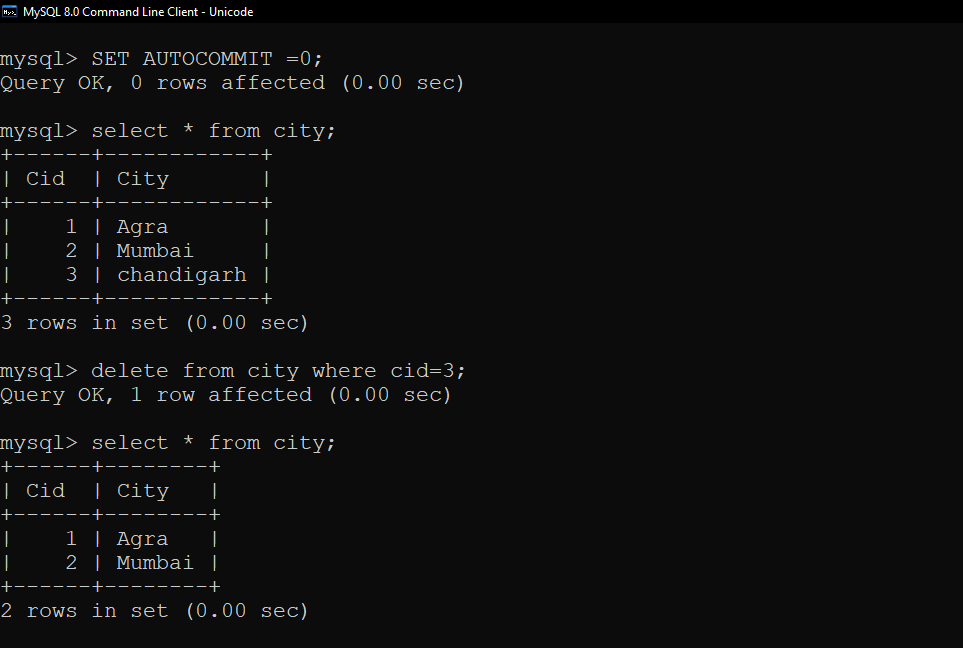 MySQL 8.0 Command Line Client - Unicode
mysql> SET AUTOCOMMIT =0;
Query OK, 0 rows affected (0.00 sec)
mysql> select * from city;
+------+------------+
| Cid  | City       |
+------+------------+
|    1 | Agra       |
|    2 | Mumbai     |
|    3 | chandigarh |
+------+------------+
3 rows in set (0.00 sec)
mysql> delete from city where cid=3;
Query OK, 1 row affected (0.00 sec)
mysql> select * from city;
+------+--------+
| Cid  | City   |
+------+--------+
|    1 | Agra   |
|    2 | Mumbai |
+------+--------+
2 rows in set (0.00 sec)